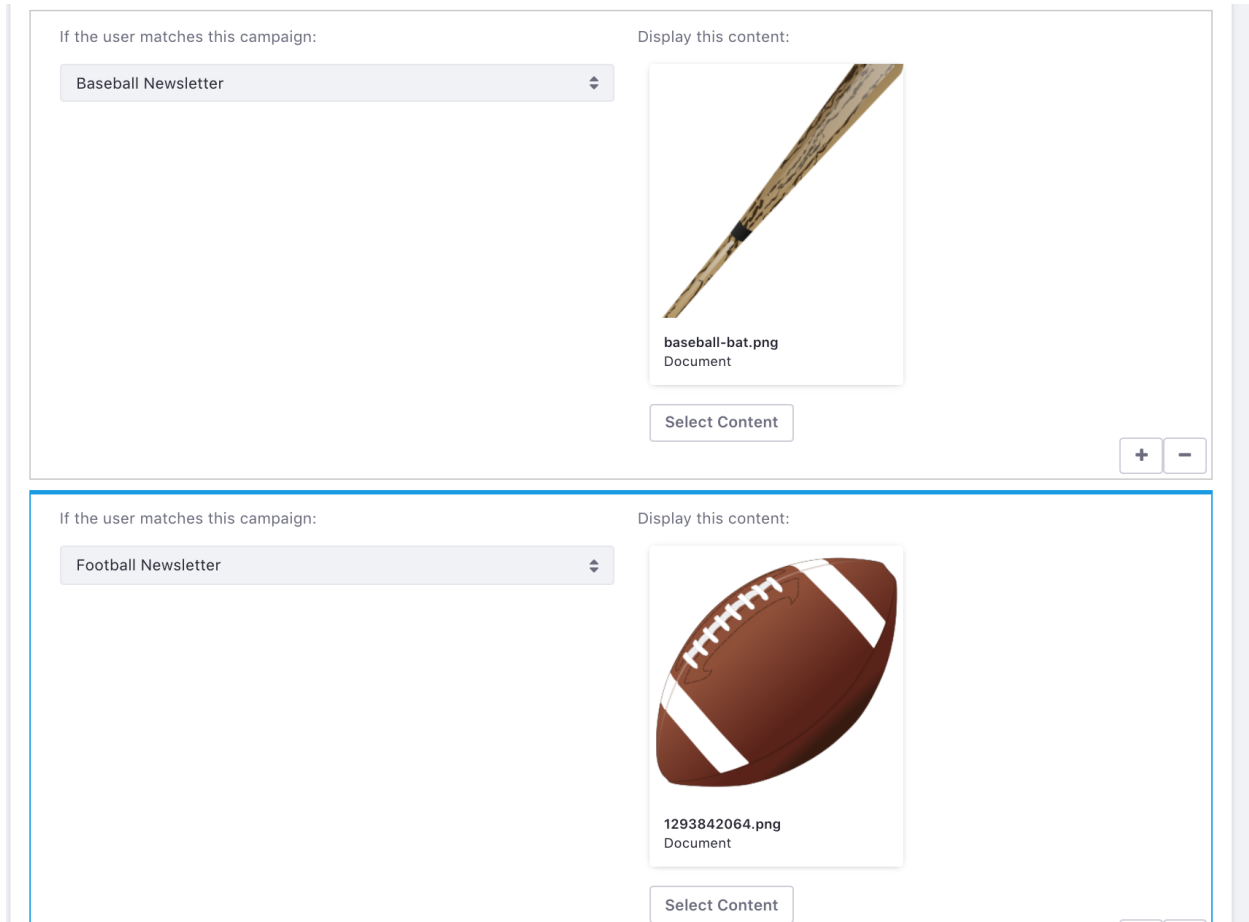 If the user matches this campaign:
Display this content:
Baseball Newsletter
baseball-bat.png
Document
Select Content
+ −
If the user matches this campaign:
Display this content:
Football Newsletter
1293842064.png
Document
Select Content